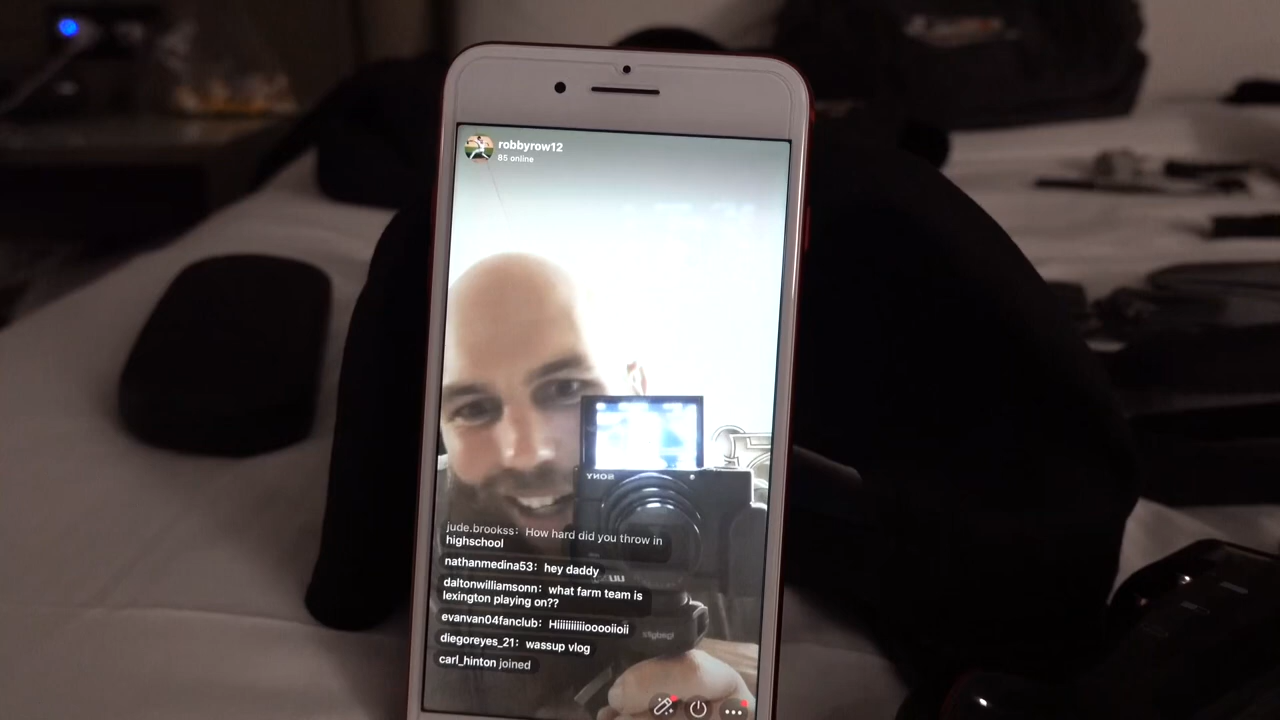 robbyrow12
85 online
SONY
jude.brookss: How hard did you throw in
highschool
nathanmedina53: hey daddy
daltonwilliamsonn: what farm team is
lexington playing on??
evanvan04fanclub: Hiiiiiiiiiiooooiioii
diegoreyes_21: wassup vlog
carl_hinton joined